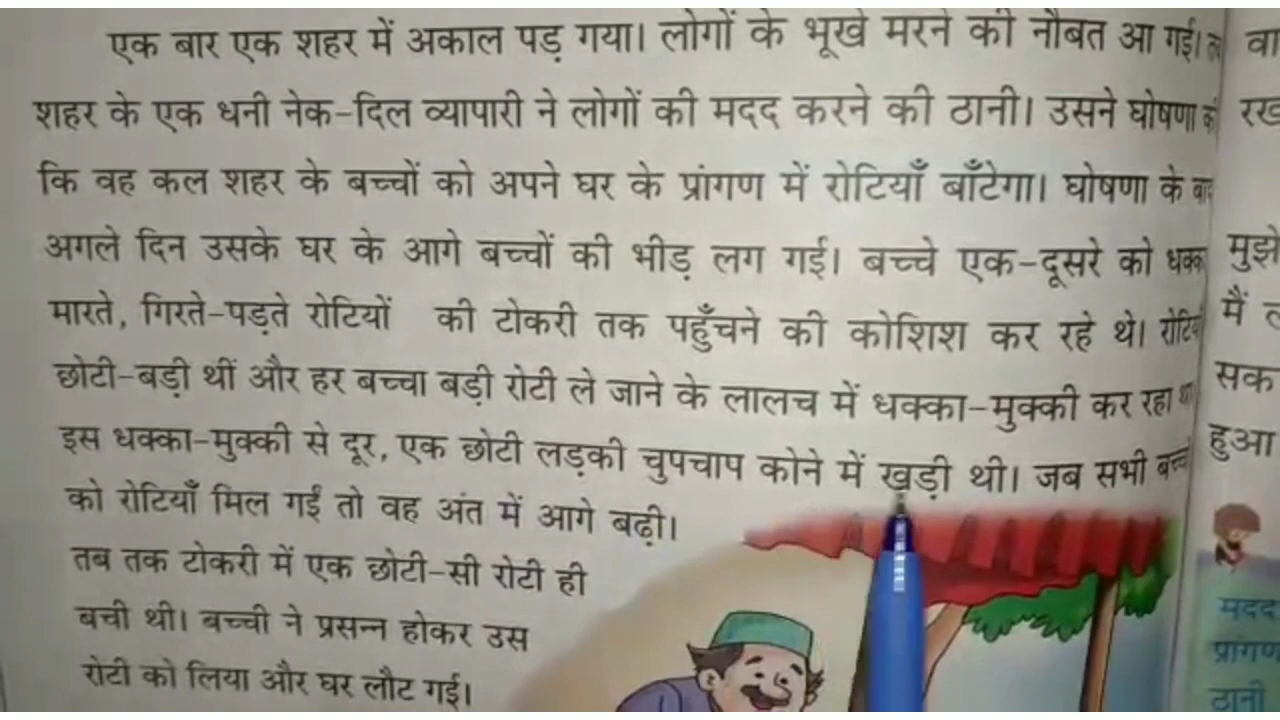 एक बार एक शहर में अकाल पड़ गया। लोगों के भूखे मरने की नौबत आ गई।
शहर के एक धनी नेक-दिल व्यापारी ने लोगों की मदद करने की ठानी। उसने घोषणा की
कि वह कल शहर के बच्चों को अपने घर के प्रांगण में रोटियाँ बाँटेगा। घोषणा के बाद
अगले दिन उसके घर के आगे बच्चों की भीड़ लग गई। बच्चे एक-दूसरे को धक्का
मारते, गिरते-पड़ते रोटियों की टोकरी तक पहुँचने की कोशिश कर रहे थे।
छोटी-बड़ी थीं और हर बच्चा बड़ी रोटी ले जाने के लालच में धक्का-मुक्की कर रहा था।
इस धक्का-मुक्की से दूर, एक छोटी लड़की चुपचाप कोने में खड़ी थी। जब सभी
को रोटियाँ मिल गईं तो वह अंत में आगे बढ़ी।
तब तक टोकरी में एक छोटी-सी रोटी ही
बची थी। बच्ची ने प्रसन्न होकर उस
रोटी को लिया और घर लौट गई।
वा
रख
मुझे
मैं
सक
हुआ
मदद
प्रांगण
ठानी